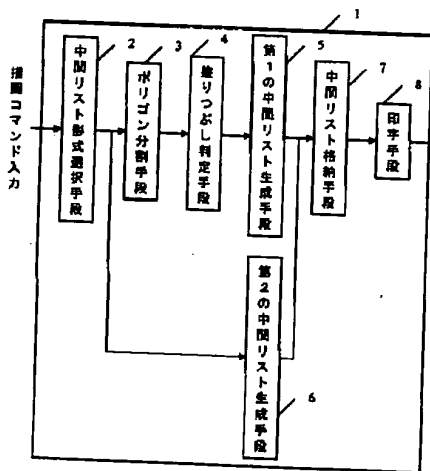 1
2
3
4
5
7
8
描画コマンド入力
中間リスト形式選択手段
ポリゴン分割手段
塗りつぶし判定手段
第1の中間リスト生成手段
中間リスト格納手段
印字手段
第2の中間リスト生成手段
6